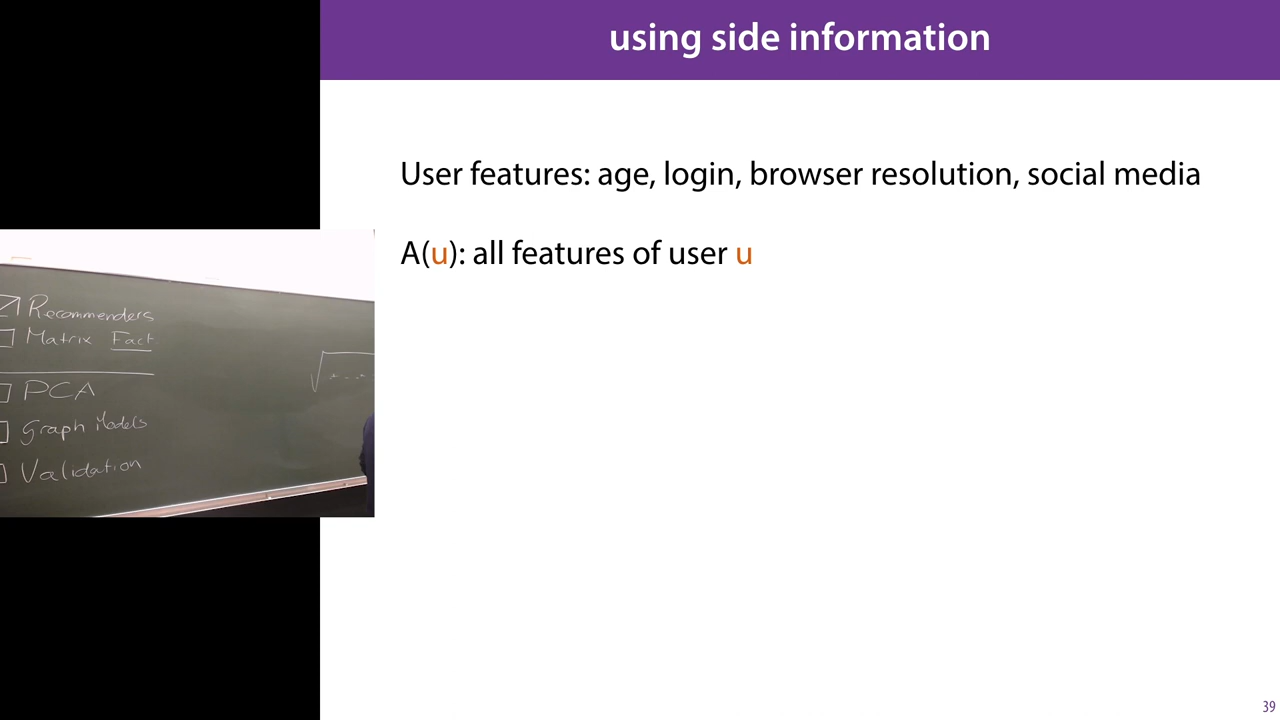 using side information
User features: age, login, browser resolution, social media
A(u): all features of user u
Recommenders
Matrix Fact.
PCA
Graph Models
Validation
39